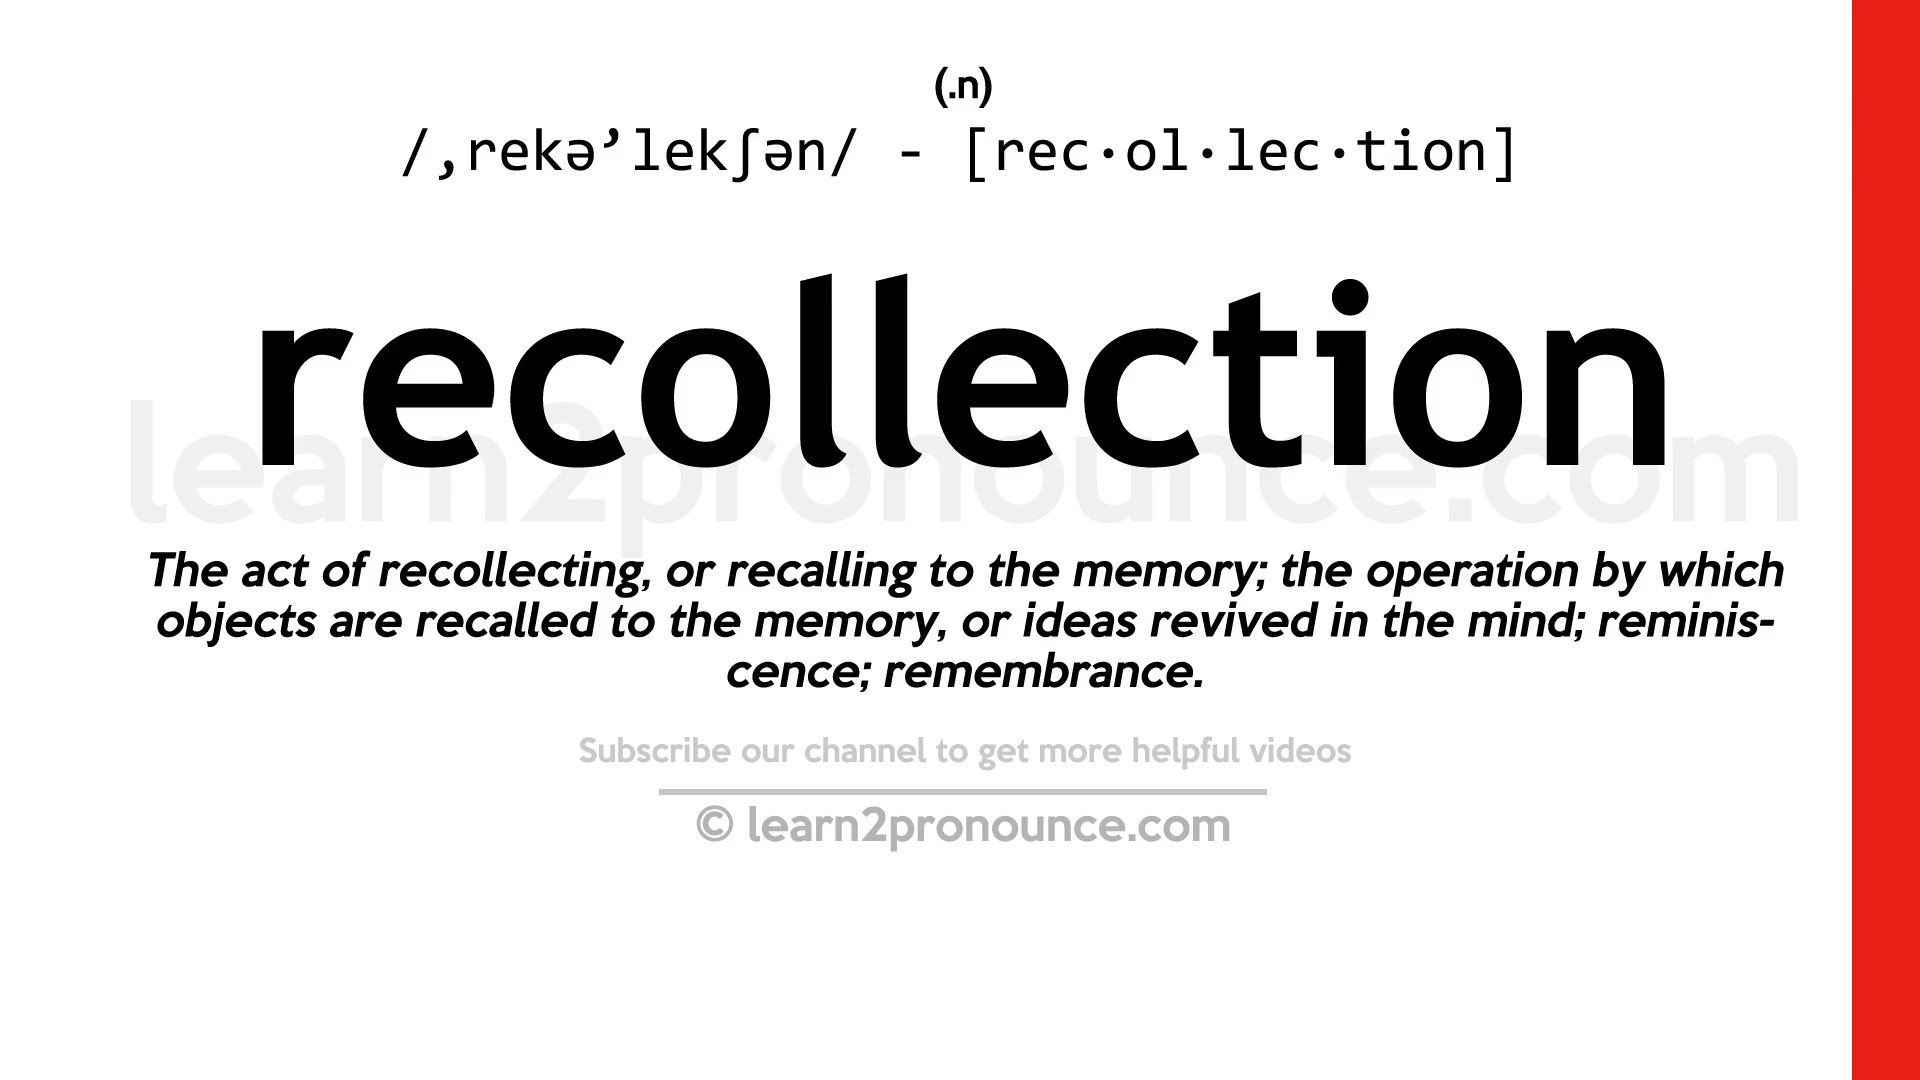 (.n)
/,rekə’lekʃən/ - [rec·ol·lec·tion]
recollection
learn2pronounce.com
The act of recollecting, or recalling to the memory; the operation by which
objects are recalled to the memory, or ideas revived in the mind; reminis-
cence; remembrance.
Subscribe our channel to get more helpful videos
© learn2pronounce.com